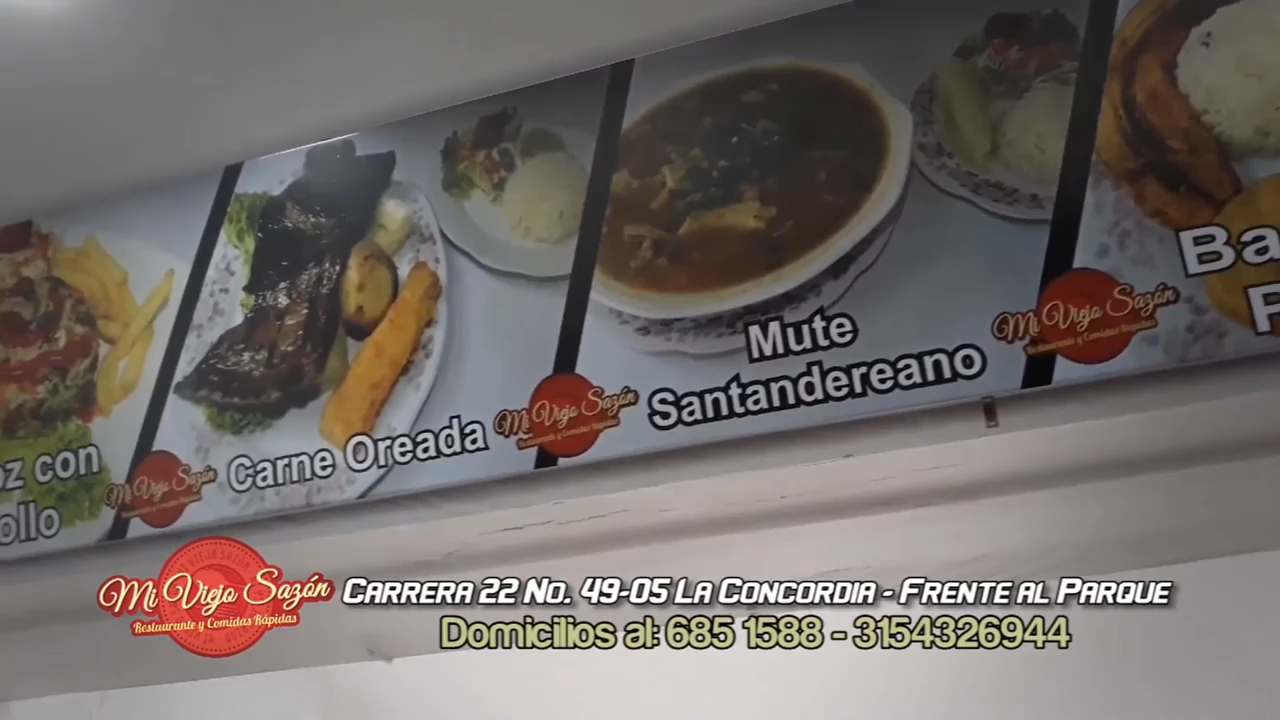 Ba
Mute
Santandereano
Mi Viejo Sazón
Restaurante y Comidas Rápidas
Carne Oreada
Mi Viejo Sazón
Restaurante y Comidas Rápidas
oz con
ollo
Mi Viejo Sazón
VIEJO SAZÓN
Mi Viejo Sazón
Restaurante y Comidas Rápidas
CARRERA 22 NO. 49-05 LA CONCORDIA - FRENTE AL PARQUE
Domicilios al: 685 1588 - 3154326944